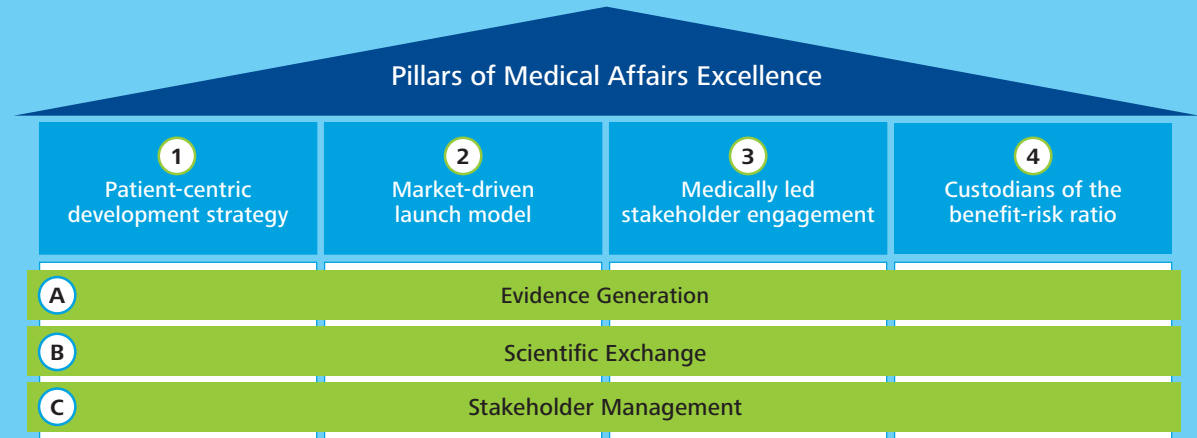 Pillars of Medical Affairs Excellence
1
Patient-centric
development strategy
2
Market-driven
launch model
3
Medically led
stakeholder engagement
4
Custodians of the
benefit-risk ratio
A
Evidence Generation
B
Scientific Exchange
C
Stakeholder Management